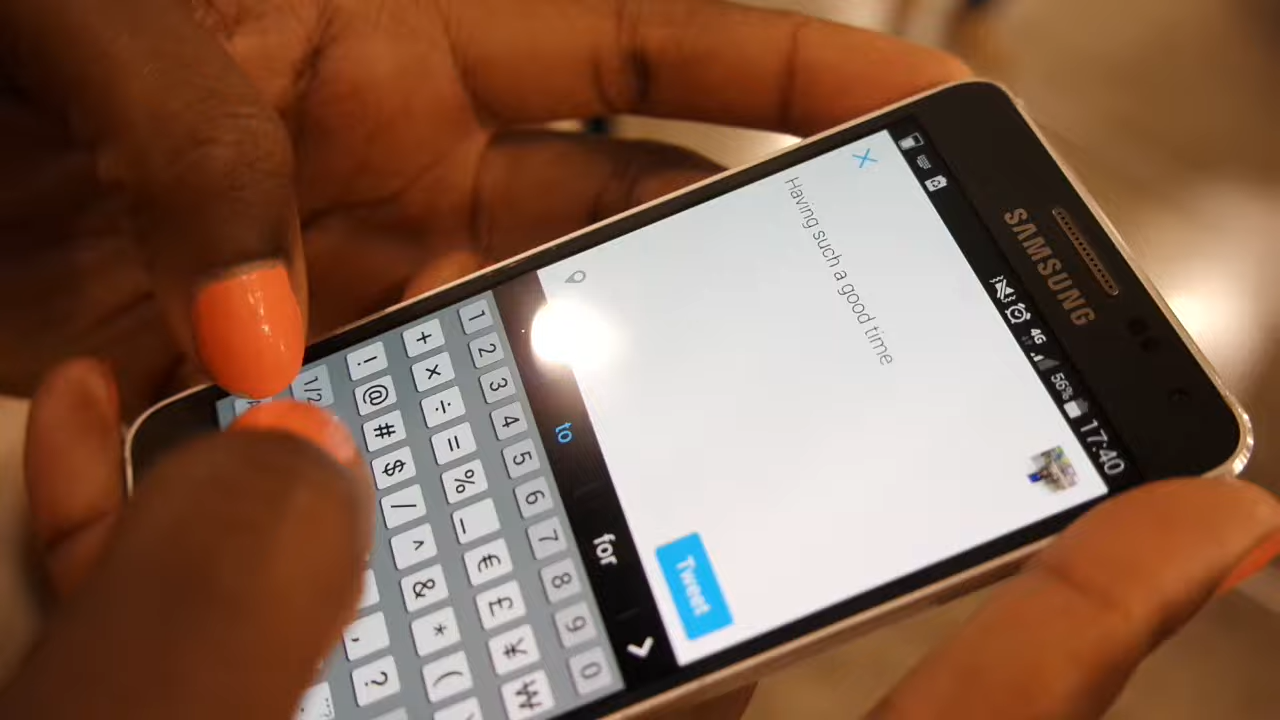 SAMSUNG
4G 56% 17:40
Having such a good time
Tweet
to for
1 2 3 4 5 6 7 8 9 0
+ × ÷ = % _ € £ ¥ ₩
! @ # $ / ^ & * ( )
1/2 , ?